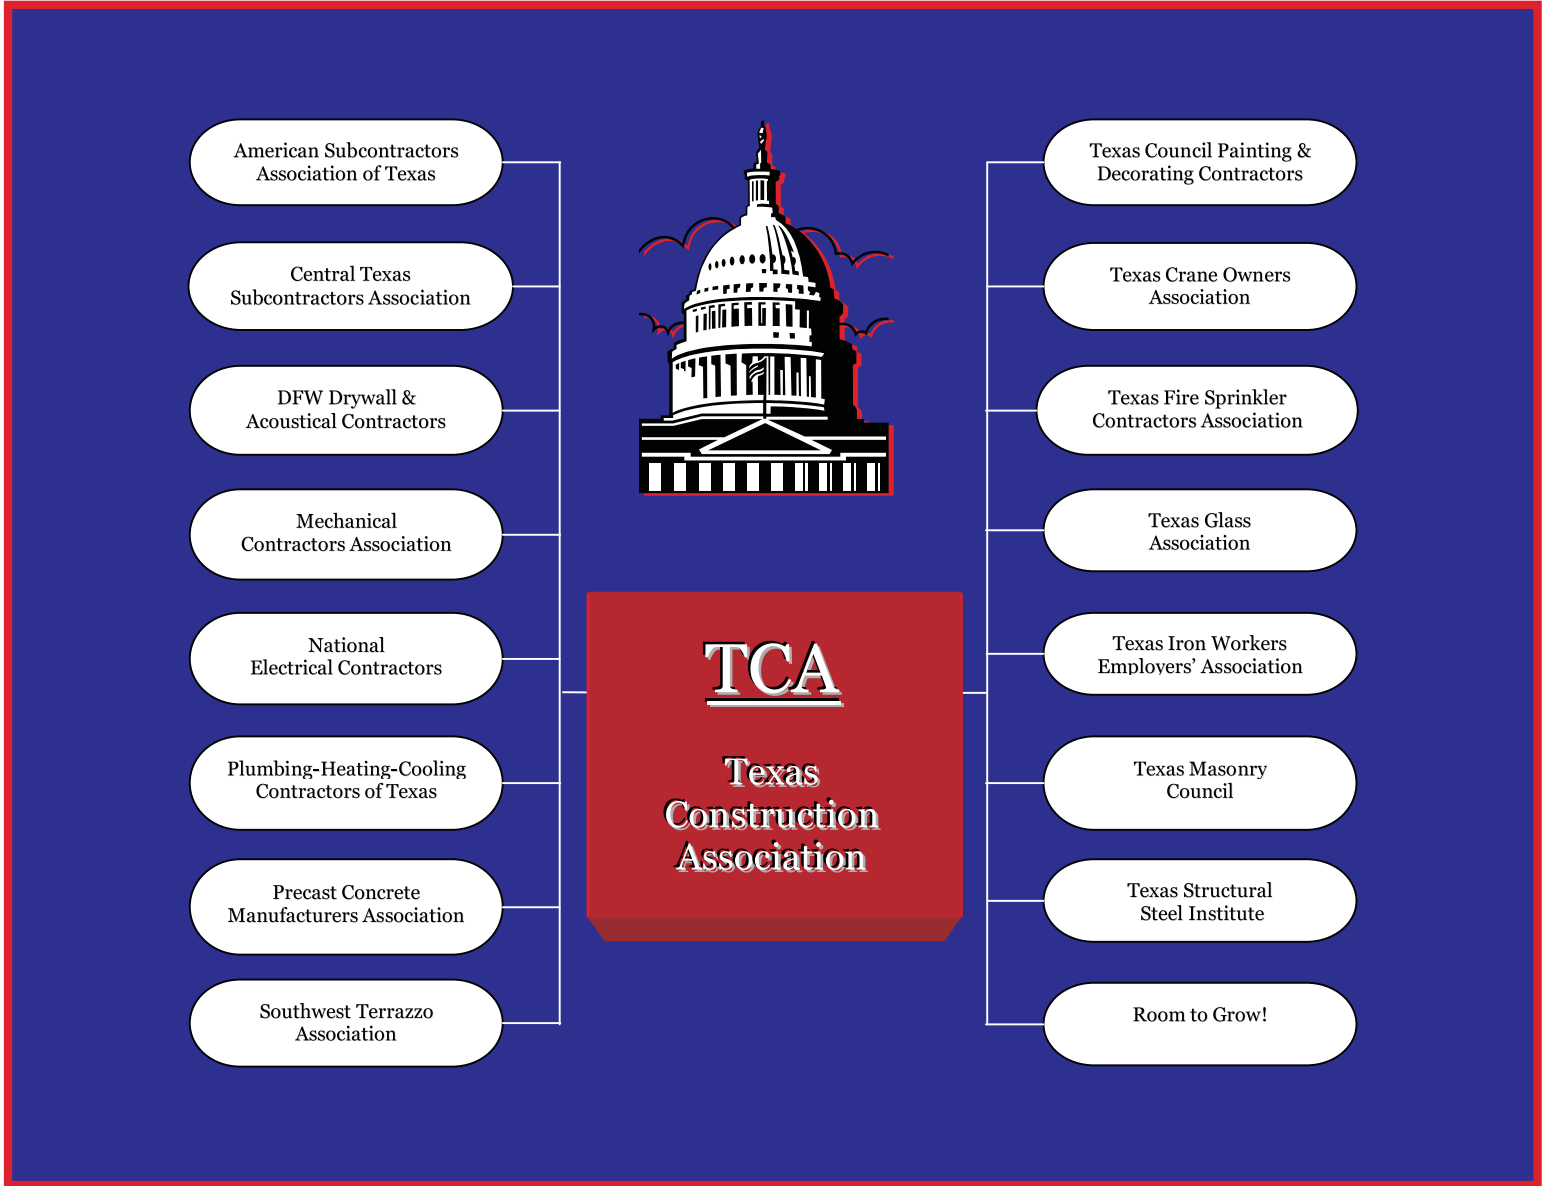 American Subcontractors
Association of Texas
Central Texas
Subcontractors Association
DFW Drywall &
Acoustical Contractors
Mechanical
Contractors Association
National
Electrical Contractors
Plumbing-Heating-Cooling
Contractors of Texas
Precast Concrete
Manufacturers Association
Southwest Terrazzo
Association
TCA
Texas
Construction
Association
Texas Council Painting &
Decorating Contractors
Texas Crane Owners
Association
Texas Fire Sprinkler
Contractors Association
Texas Glass
Association
Texas Iron Workers
Employers’ Association
Texas Masonry
Council
Texas Structural
Steel Institute
Room to Grow!